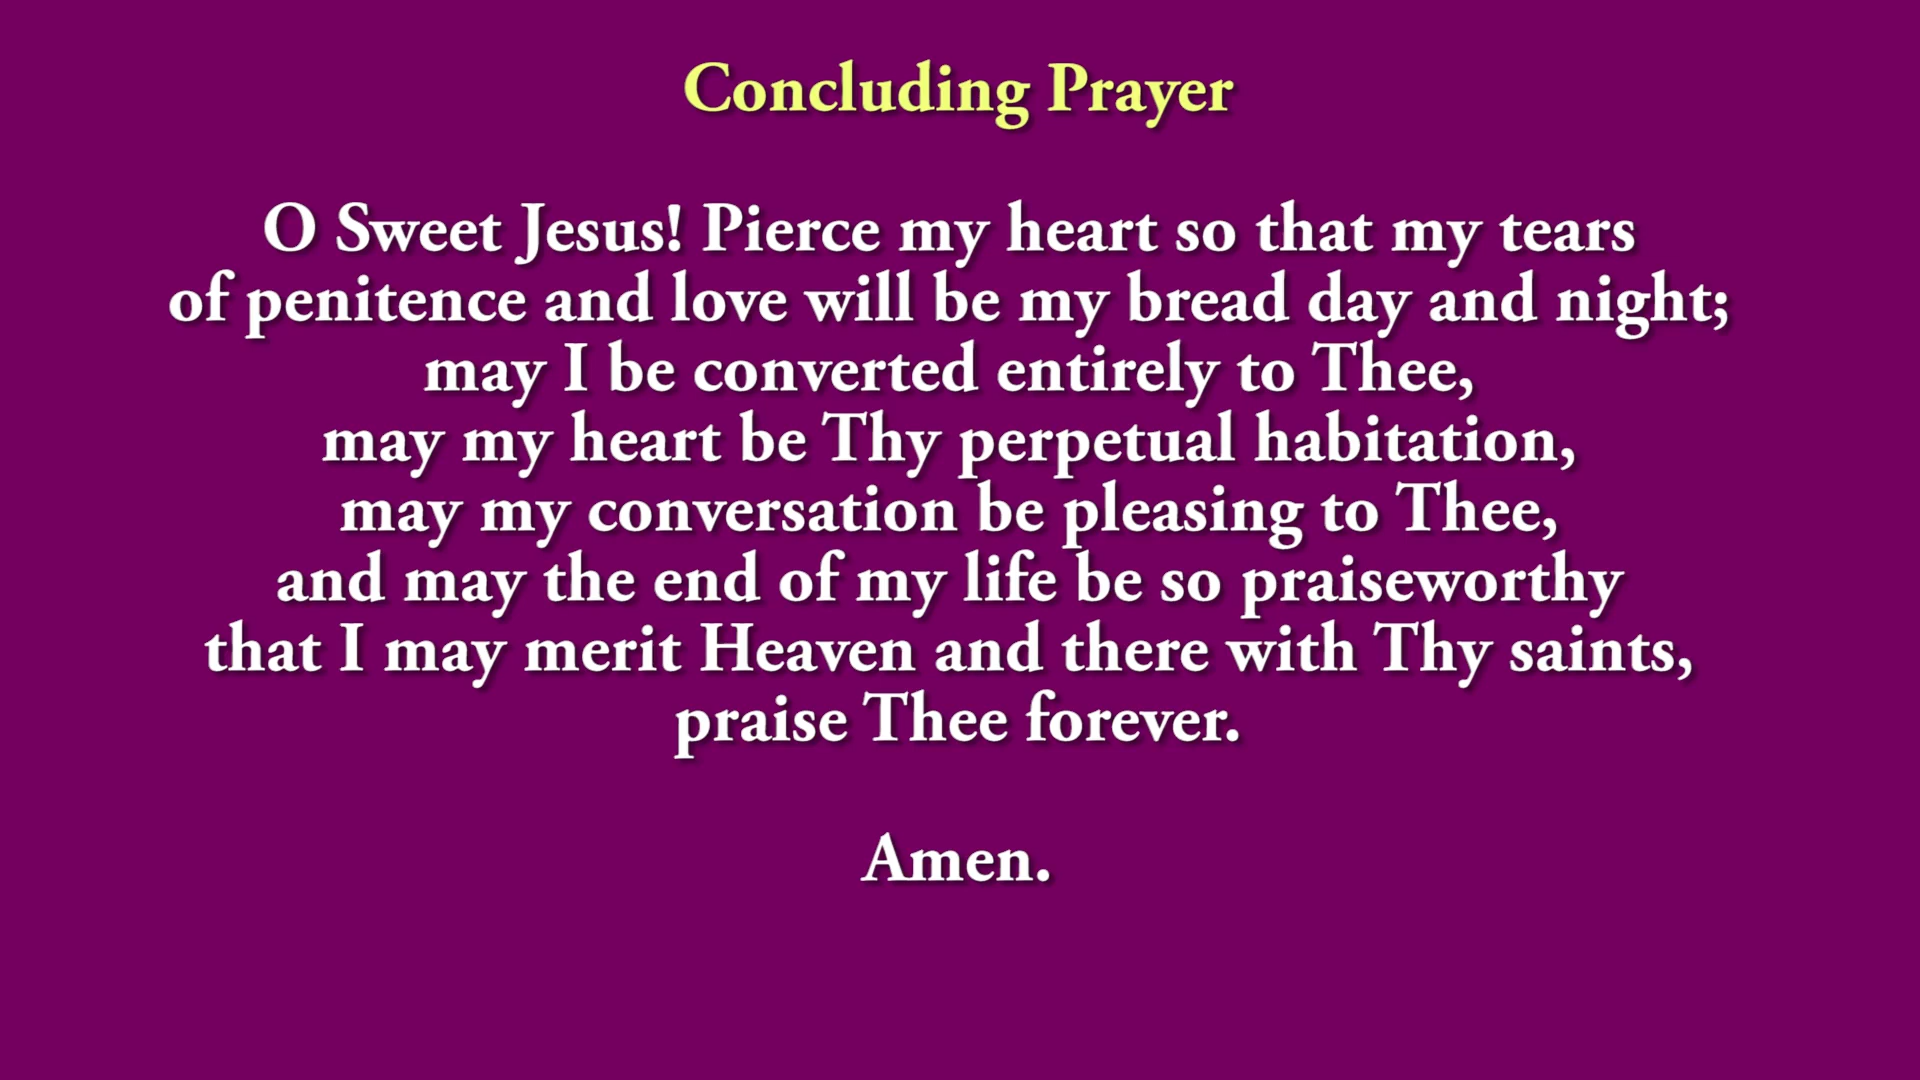 Concluding Prayer
O Sweet Jesus! Pierce my heart so that my tears
of penitence and love will be my bread day and night;
may I be converted entirely to Thee,
may my heart be Thy perpetual habitation,
may my conversation be pleasing to Thee,
and may the end of my life be so praiseworthy
that I may merit Heaven and there with Thy saints,
praise Thee forever.
Amen.